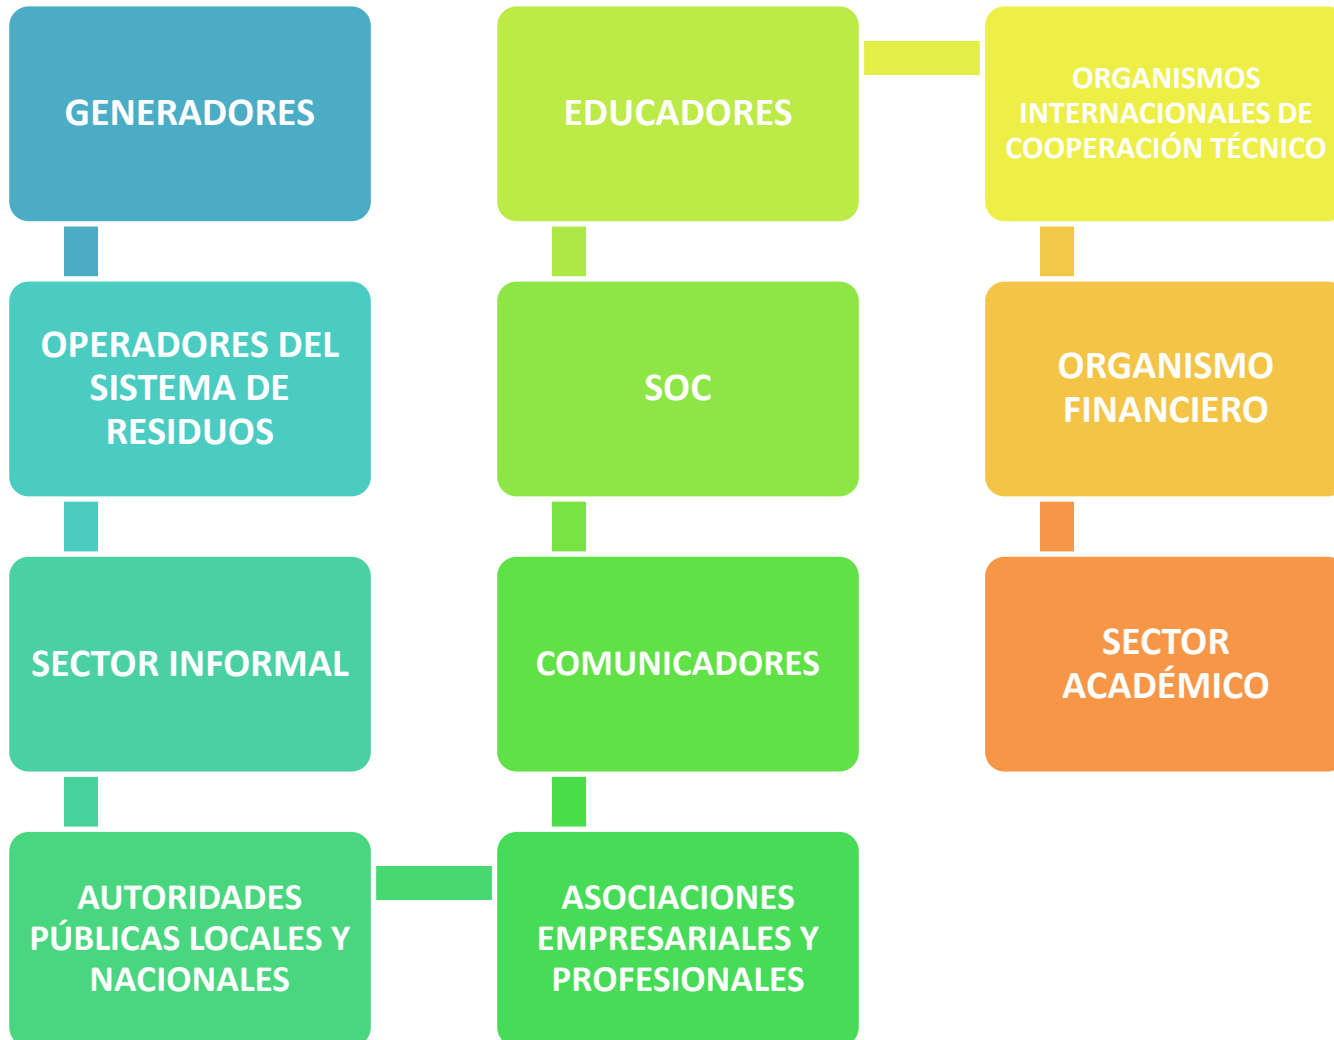 GENERADORES
OPERADORES DEL
SISTEMA DE
RESIDUOS
SECTOR INFORMAL
AUTORIDADES
PÚBLICAS LOCALES Y
NACIONALES
ASOCIACIONES
EMPRESARIALES Y
PROFESIONALES
COMUNICADORES
SOC
EDUCADORES
ORGANISMOS
INTERNACIONALES DE
COOPERACIÓN TÉCNICO
ORGANISMO
FINANCIERO
SECTOR
ACADÉMICO